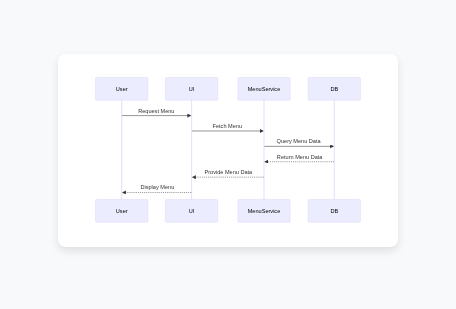 User UI MenuService DB
Request Menu
Fetch Menu
Query Menu Data
Return Menu Data
Provide Menu Data
Display Menu
User UI MenuService DB